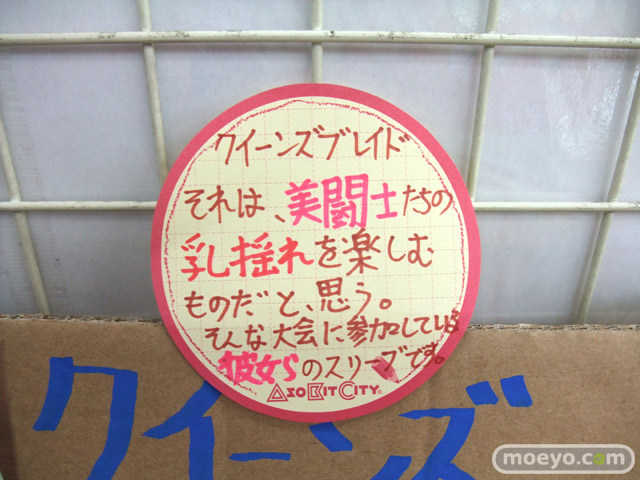 クイーンズブレイド
それは、美闘士たちの
乳揺れを楽しむ
ものだ と、思う。
そんな大会に参加している
彼女らのスリーブです。
ASOBITCITY
クイーンズ
moeyo.com